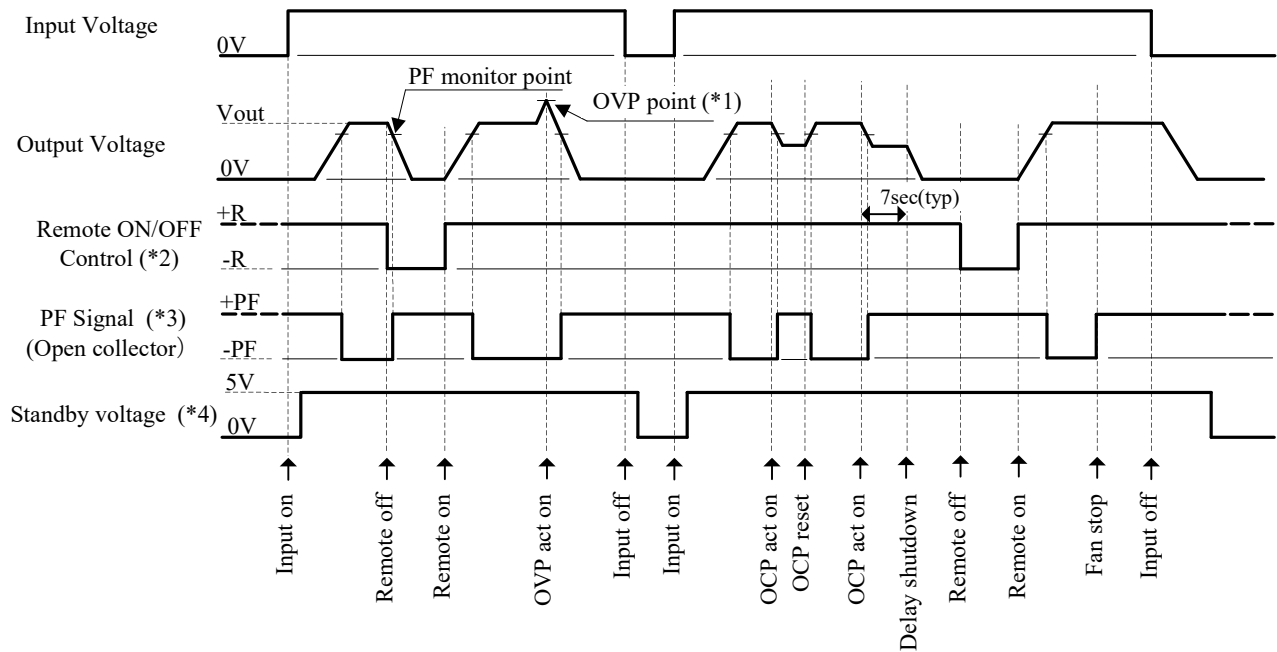 Input Voltage
0V
PF monitor point
OVP point (*1)
Vout
Output Voltage
0V
7sec(typ)
+R
Remote ON/OFF
Control (*2)
-R
+PF
PF Signal (*3)
(Open collector）
-PF
5V
Standby voltage (*4)
0V
Input on
Remote off
Remote on
OVP act on
Input off
Input on
OCP act on
OCP reset
OCP act on
Delay shutdown
Remote off
Remote on
Fan stop
Input off